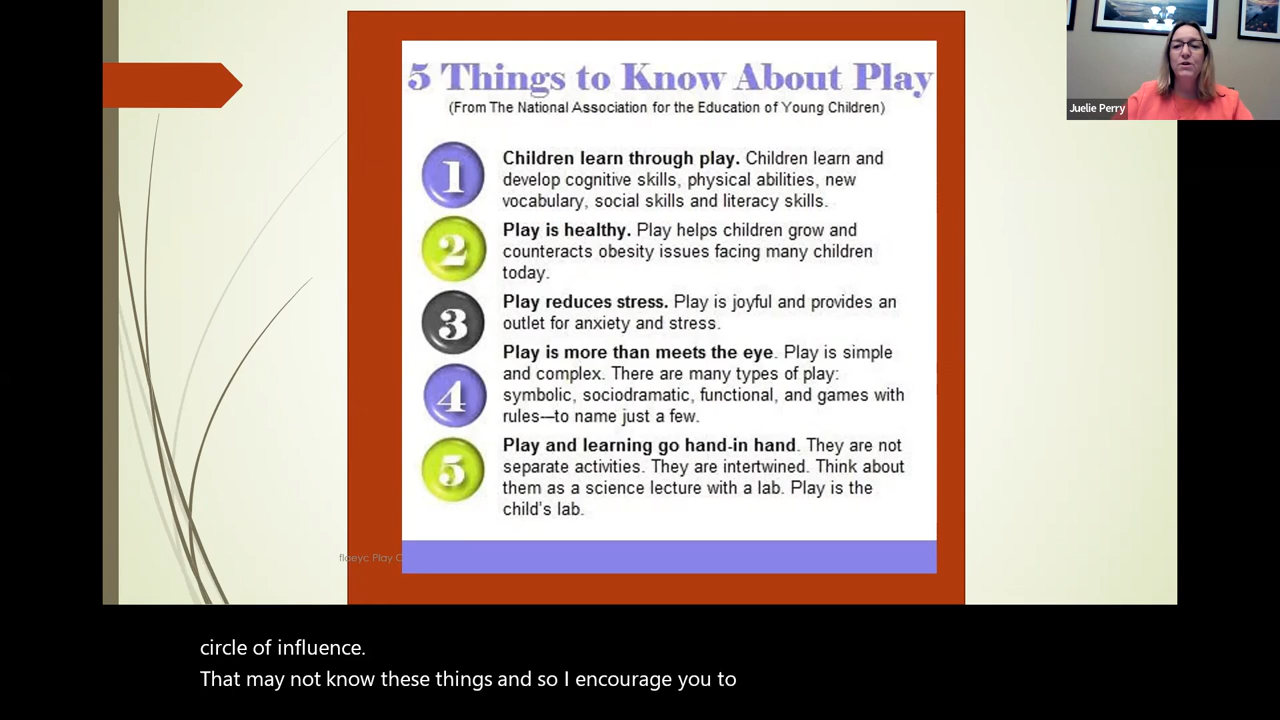 5 Things to Know About Play
(From The National Association for the Education of Young Children)
1
Children learn through play. Children learn and
develop cognitive skills, physical abilities, new
vocabulary, social skills and literacy skills.
2
Play is healthy. Play helps children grow and
counteracts obesity issues facing many children
today.
3
Play reduces stress. Play is joyful and provides an
outlet for anxiety and stress.
4
Play is more than meets the eye. Play is simple
and complex. There are many types of play:
symbolic, sociodramatic, functional, and games with
rules---to name just a few.
5
Play and learning go hand-in hand. They are not
separate activities. They are intertwined. Think about
them as a science lecture with a lab. Play is the
child's lab.
Play
Juelie Perry
circle of influence.
That may not know these things and so I encourage you to